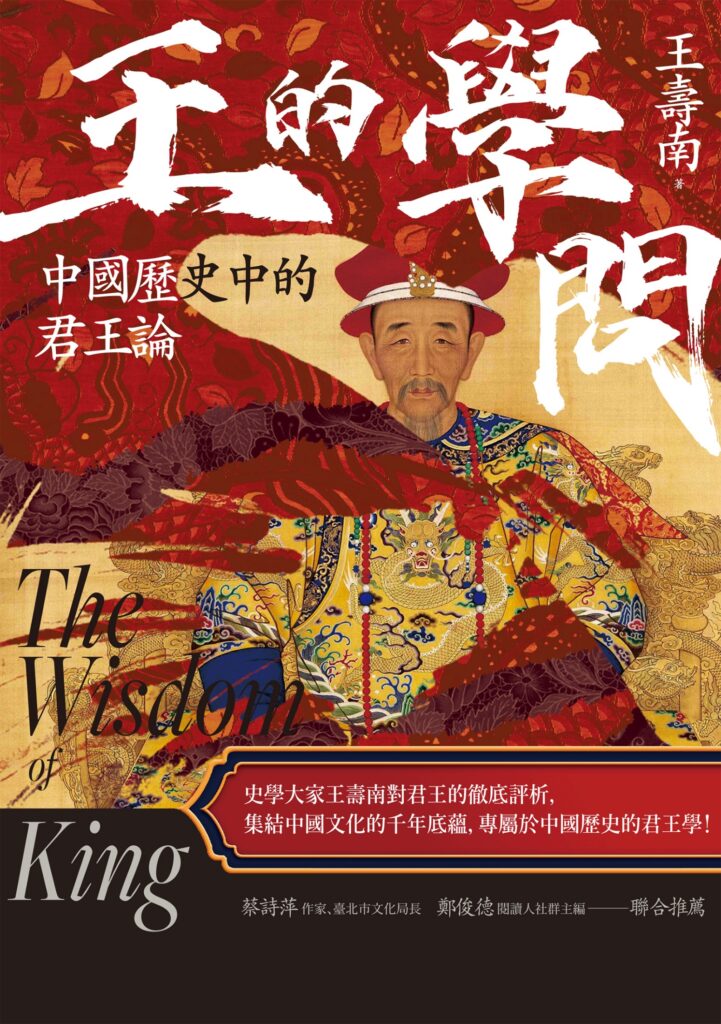 王的學問
王壽南
著
中國歷史中的
君王論
The
Wisdom
of
King
史學大家王壽南對君王的徹底評析,
集結中國文化的千年底蘊, 專屬於中國歷史的君王學!
蔡詩萍 作家、臺北市文化局長 鄭俊德 閱讀人社群主編——聯合推薦